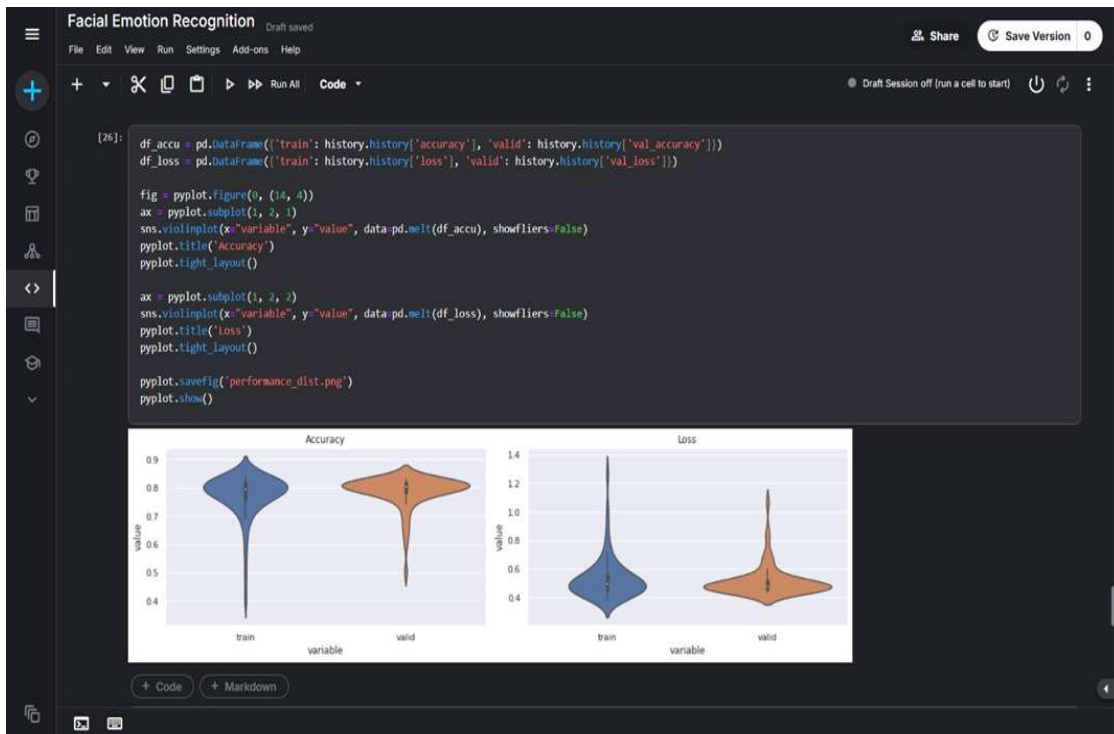 Facial Emotion Recognition Draft saved
Share
Save Version 0
File Edit View Run Settings Add-ons Help
Run All Code
Draft Session off (run a cell to start)
[26]:
df_accu = pd.DataFrame({'train': history.history['accuracy'], 'valid': history.history['val_accuracy']})
df_loss = pd.DataFrame({'train': history.history['loss'], 'valid': history.history['val_loss']})
fig = pyplot.figure(0, (14, 4))
ax = pyplot.subplot(1, 2, 1)
sns.violinplot(x="variable", y="value", data=pd.melt(df_accu), showfliers=False)
pyplot.title('Accuracy')
pyplot.tight_layout()
ax = pyplot.subplot(1, 2, 2)
sns.violinplot(x="variable", y="value", data=pd.melt(df_loss), showfliers=False)
pyplot.title('Loss')
pyplot.tight_layout()
pyplot.savefig('performance_dist.png')
pyplot.show()
Accuracy
0.9
0.8
0.7
0.6
0.5
0.4
value
train valid
variable
Loss
1.4
1.2
1.0
0.8
0.6
0.4
value
train valid
variable
+ Code + Markdown